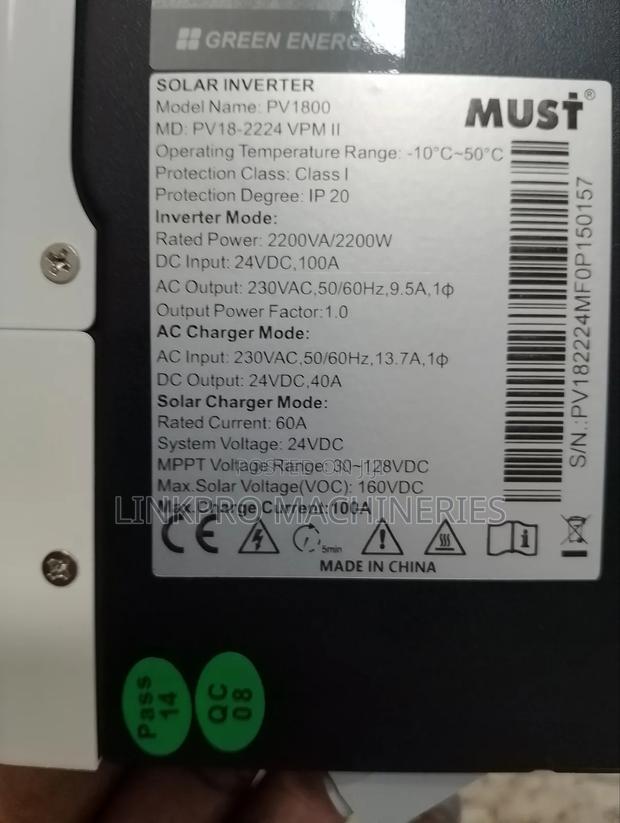 GREEN ENERG
SOLAR INVERTER
MUST®
Model Name: PV1800
MD: PV18-2224 VPM II
Operating Temperature Range: -10°C~50°C
Protection Class: Class I
Protection Degree: IP 20
Inverter Mode:
Rated Power: 2200VA/2200W
DC Input: 24VDC,100A
AC Output: 230VAC,50/60Hz,9.5A,1ф
Output Power Factor:1.0
AC Charger Mode:
AC Input: 230VAC,50/60Hz,13.7A,1ф
DC Output: 24VDC,40A
Solar Charger Mode:
Rated Current: 60A
System Voltage: 24VDC
MPPT Voltage Range: 30~128VDC
Max.Solar Voltage(VOC): 160VDC
Max.Charge Current:100A
S/N.:PV182224MF0P150157
LINKPRO MACHINERIES
CE
5min
MADE IN CHINA
Pass
14
QC
08